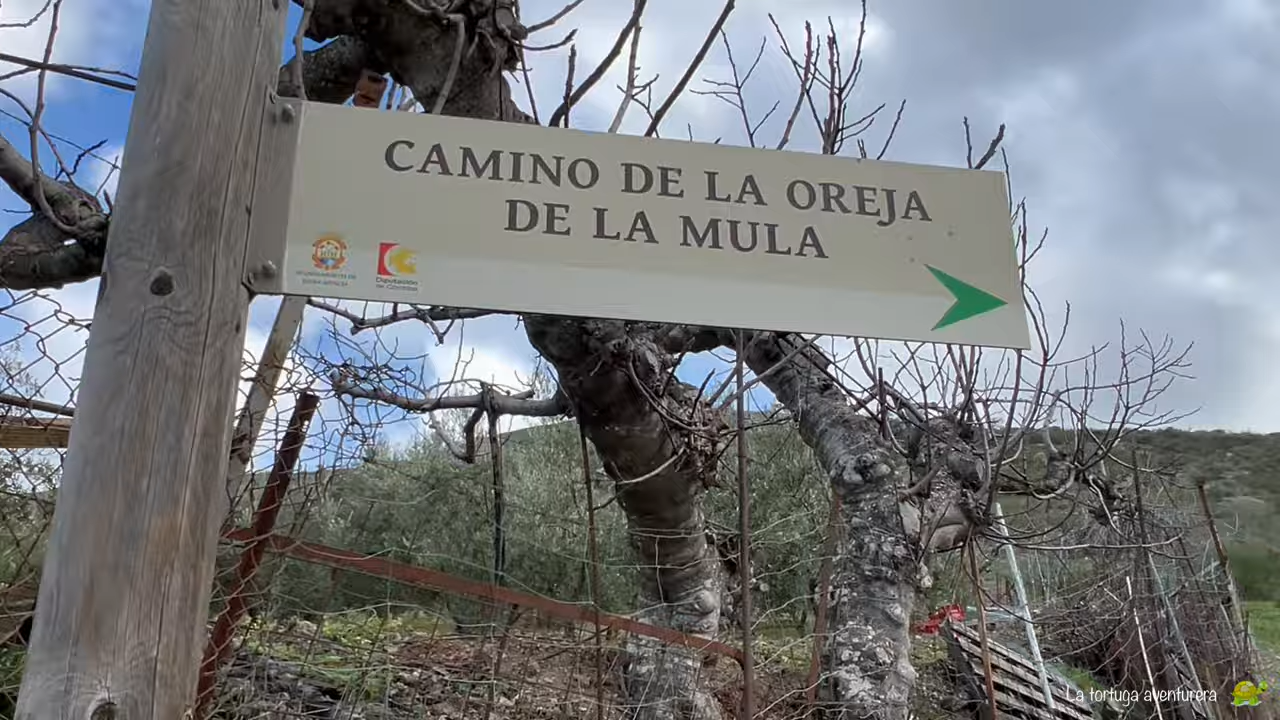 CAMINO DE LA OREJA
DE LA MULA
Diputación
de Córdoba
La tortuga aventurera